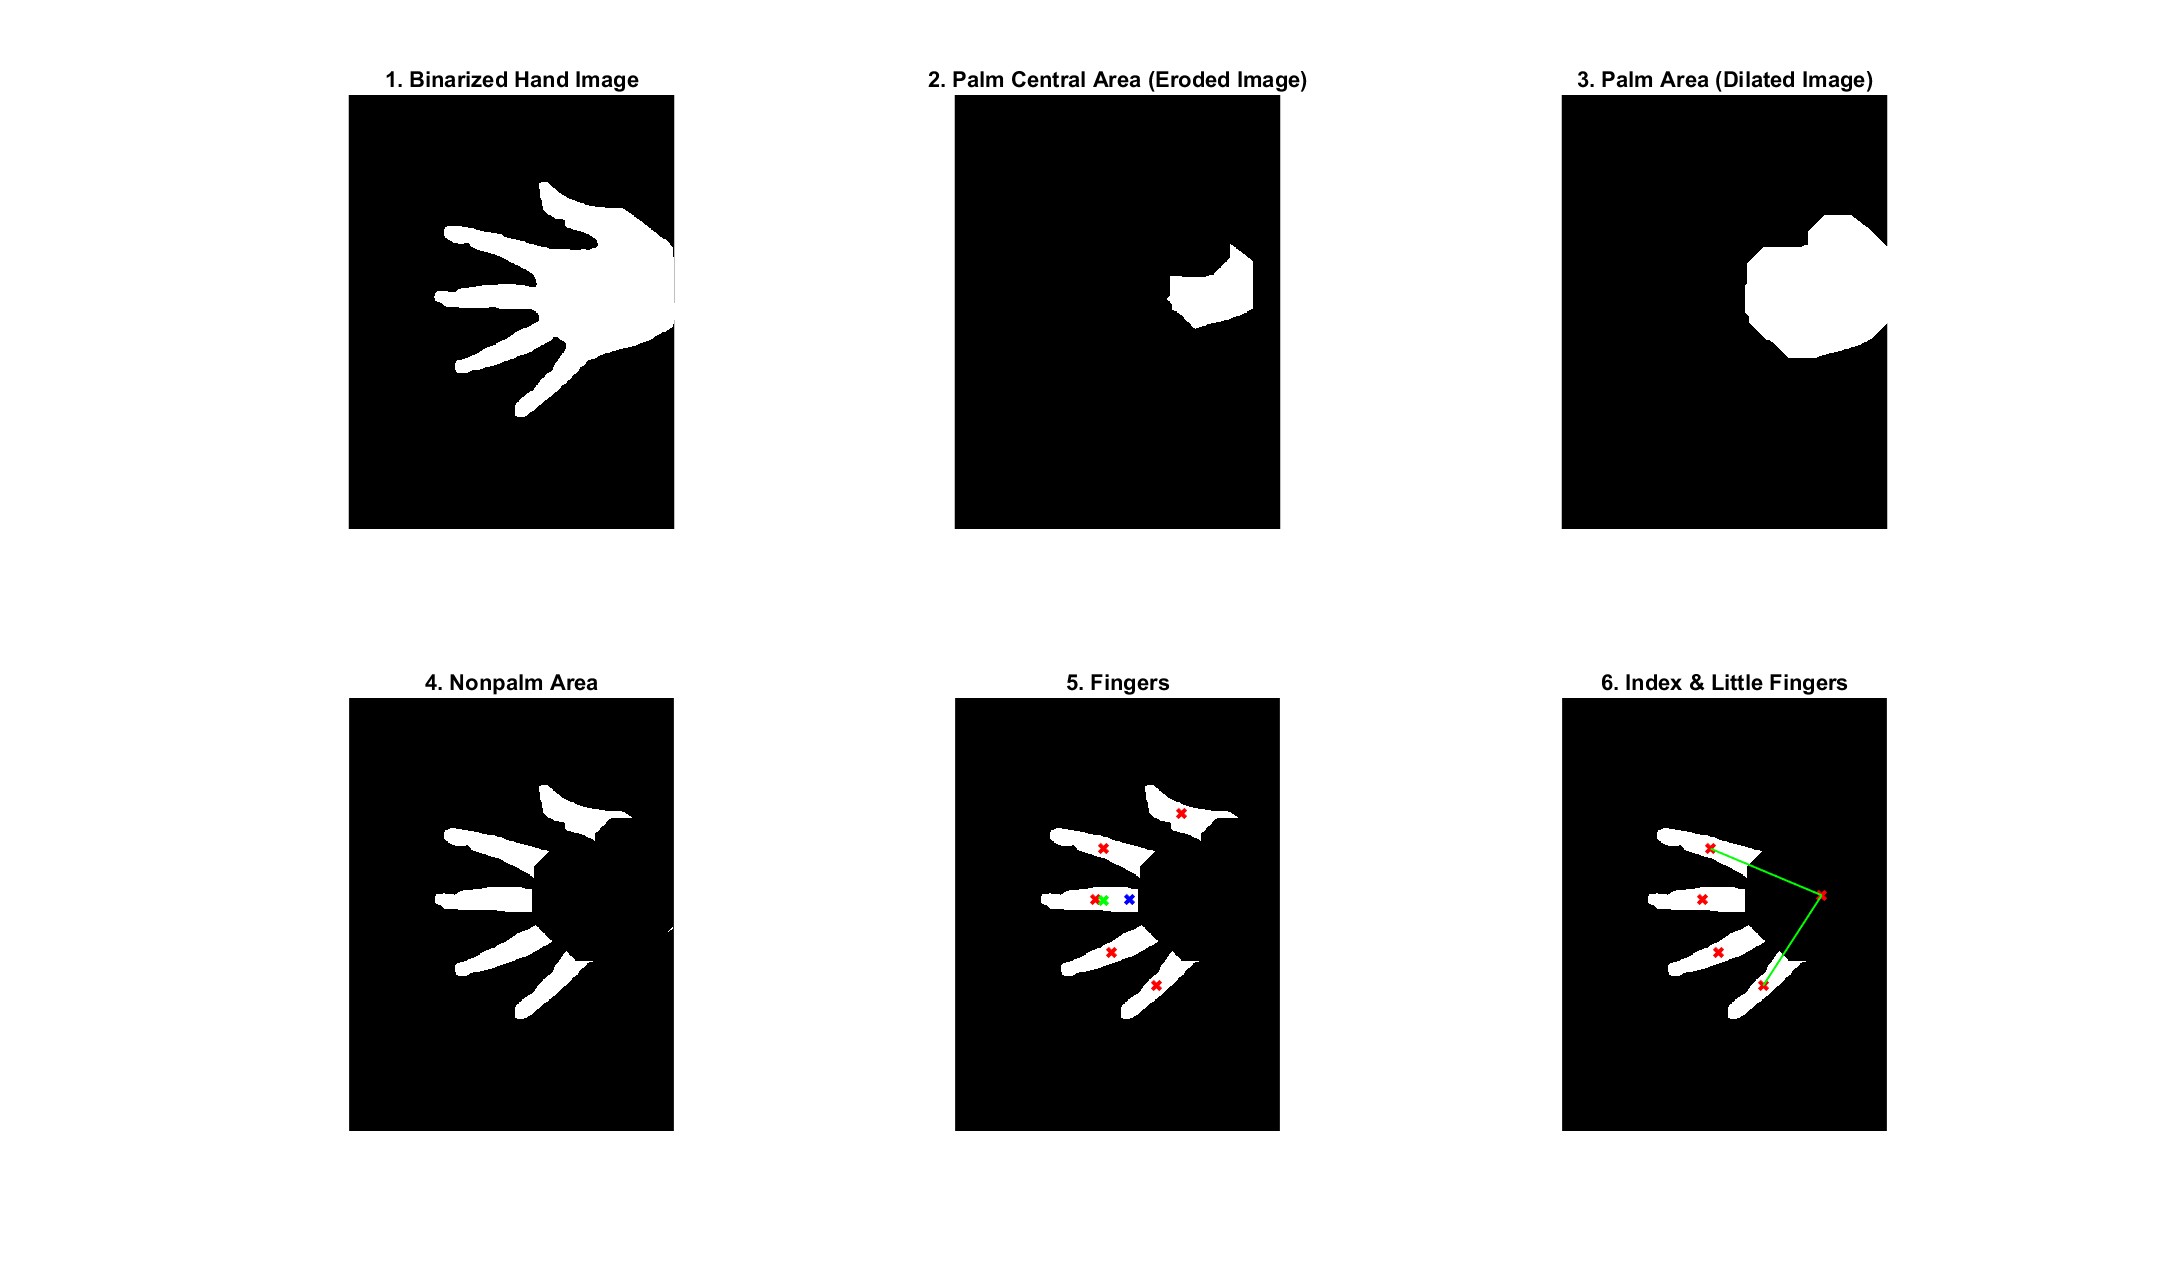 1. Binarized Hand Image
2. Palm Central Area (Eroded Image)
3. Palm Area (Dilated Image)
4. Nonpalm Area
5. Fingers
6. Index & Little Fingers